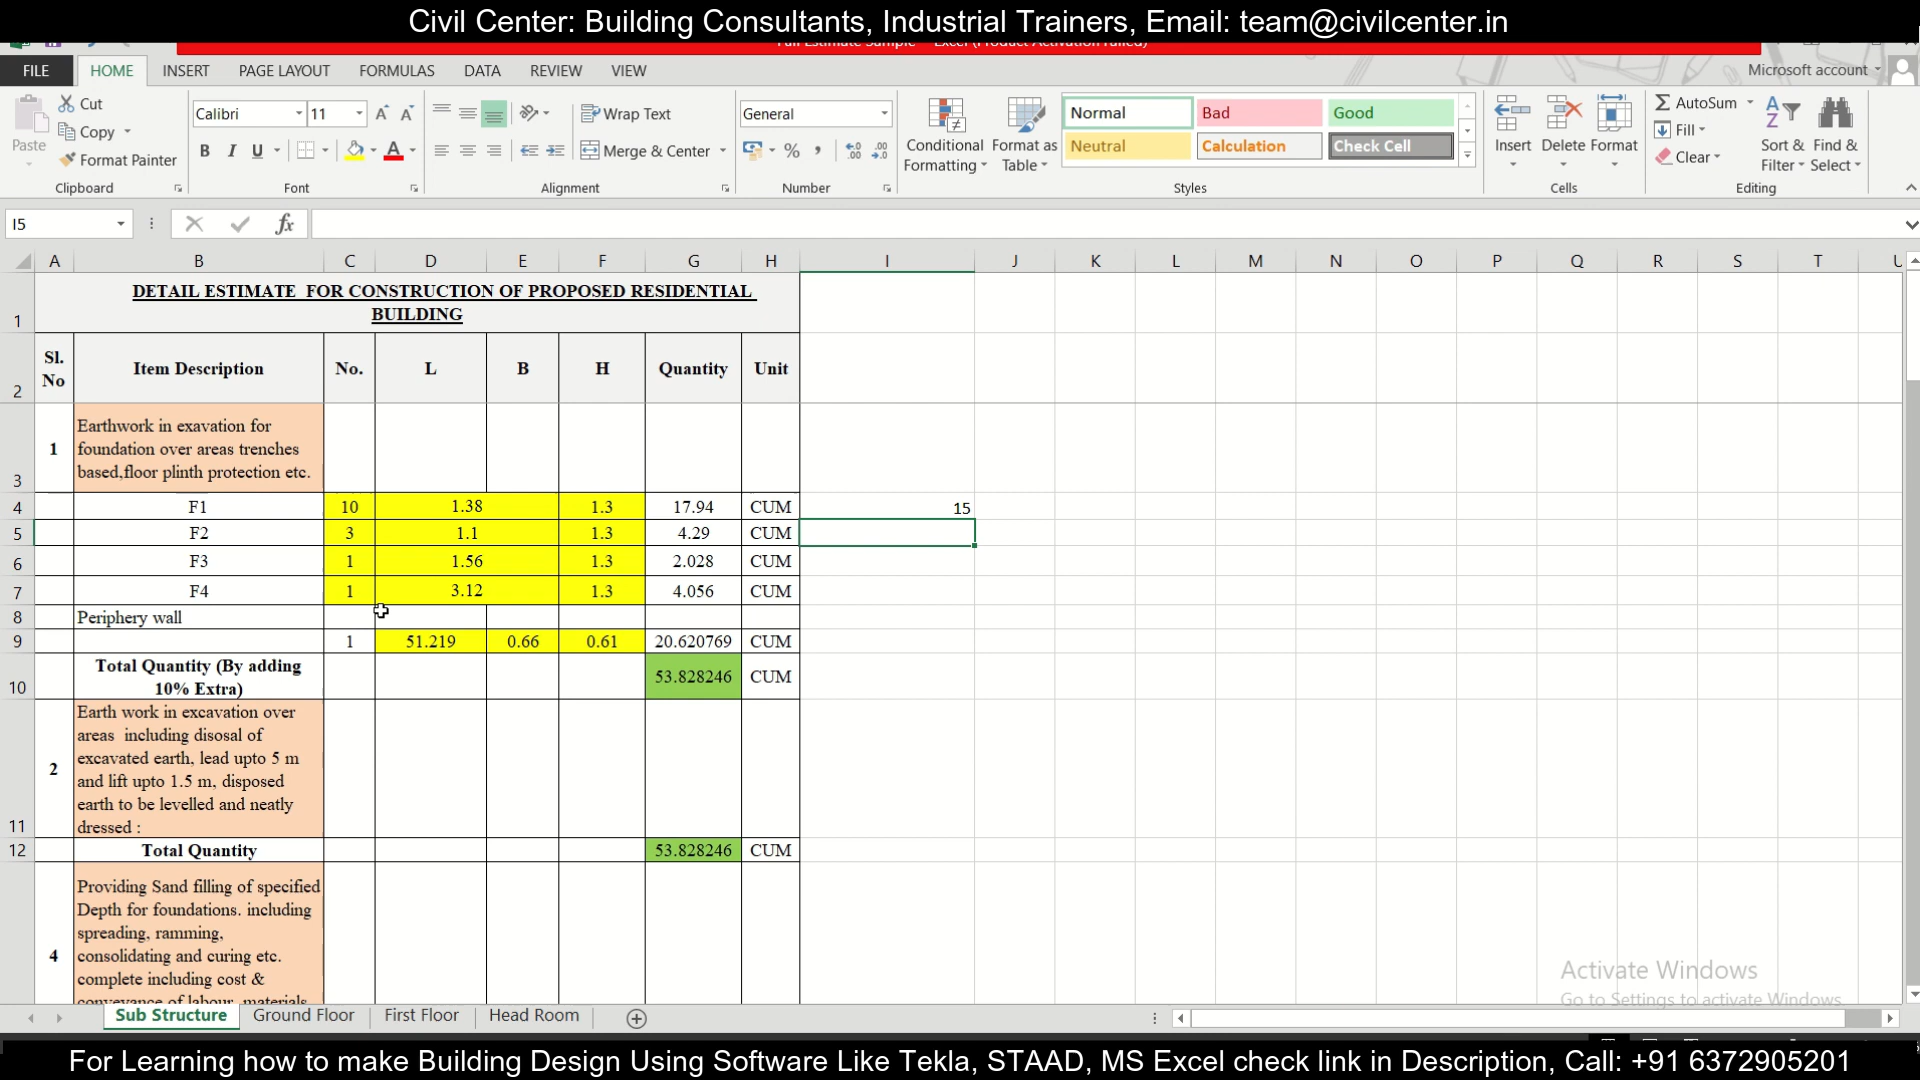 Civil Center: Building Consultants, Industrial Trainers, Email: team@civilcenter.in
FILE HOME INSERT PAGE LAYOUT FORMULAS DATA REVIEW VIEW Microsoft account
Paste Cut Copy Format Painter
Calibri 11 B I U
Wrap Text Merge & Center
General % ,
Conditional Formatting Format as Table
Normal Bad Good
Neutral Calculation Check Cell
Insert Delete Format
AutoSum Fill Clear
Sort & Filter Find & Select
Clipboard Font Alignment Number Styles Cells Editing
I5 fx
A B C D E F G H I J K L M N O P Q R S T
1 DETAIL ESTIMATE FOR CONSTRUCTION OF PROPOSED RESIDENTIAL
BUILDING
2 Sl. No Item Description No. L B H Quantity Unit
3 1 Earthwork in exavation for
foundation over areas trenches
based,floor plinth protection etc.
4 F1 10 1.38 1.3 17.94 CUM 15
5 F2 3 1.1 1.3 4.29 CUM
6 F3 1 1.56 1.3 2.028 CUM
7 F4 1 3.12 1.3 4.056 CUM
8 Periphery wall
9 1 51.219 0.66 0.61 20.620769 CUM
10 Total Quantity (By adding
10% Extra) 53.828246 CUM
11 2 Earth work in excavation over
areas including disosal of
excavated earth, lead upto 5 m
and lift upto 1.5 m, disposed
earth to be levelled and neatly
dressed :
12 Total Quantity 53.828246 CUM
4 Providing Sand filling of specified
Depth for foundations. including
spreading, ramming,
consolidating and curing etc.
complete including cost &
conveyance of labour, materials
Activate Windows
Go to Settings to activate Windows.
Sub Structure Ground Floor First Floor Head Room
For Learning how to make Building Design Using Software Like Tekla, STAAD, MS Excel check link in Description, Call: +91 6372905201